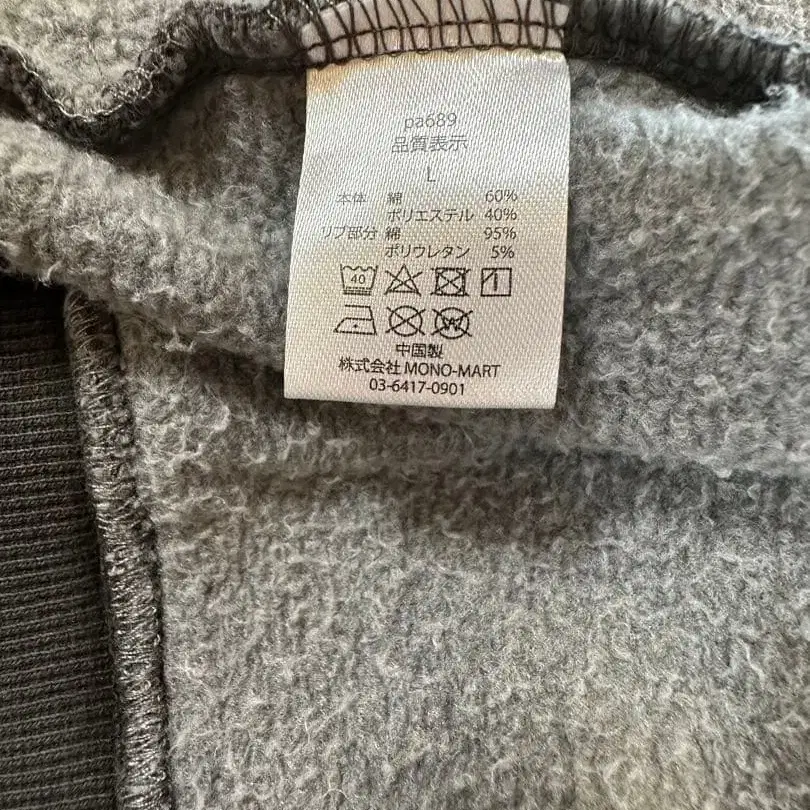 pa689
品質表示
L
本体 綿 60%
ポリエステル 40%
リブ部分 綿 95%
ポリウレタン 5%
40
W
中国製
株式会社 MONO-MART
03-6417-0901